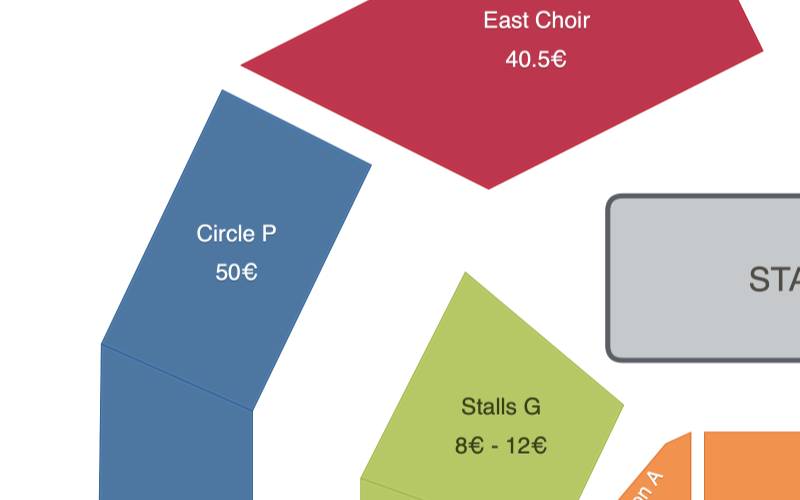 East Choir
40.5€
Circle P
50€
Stalls G
8€ - 12€